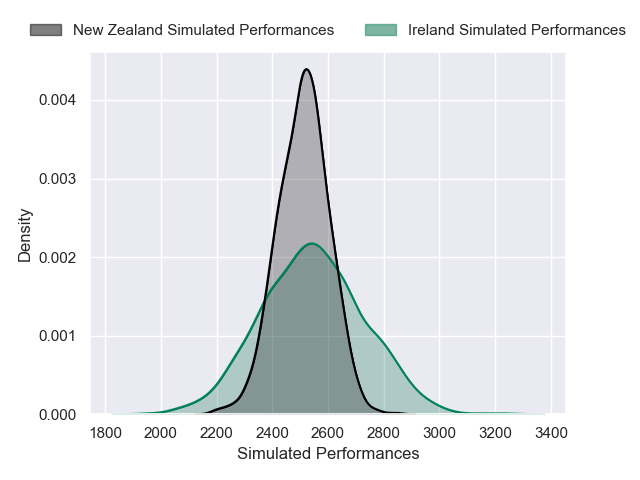 New Zealand Simulated Performances
Ireland Simulated Performances
0.004
0.003
0.002
0.001
0.000
Density
1800 2000 2200 2400 2600 2800 3000 3200 3400
Simulated Performances